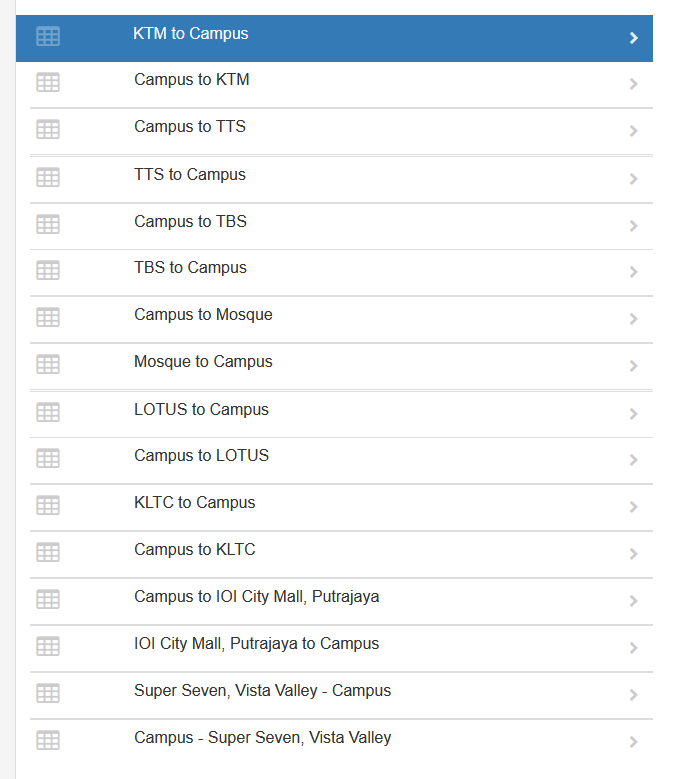 KTM to Campus
Campus to KTM
Campus to TTS
TTS to Campus
Campus to TBS
TBS to Campus
Campus to Mosque
Mosque to Campus
LOTUS to Campus
Campus to LOTUS
KLTC to Campus
Campus to KLTC
Campus to IOI City Mall, Putrajaya
IOI City Mall, Putrajaya to Campus
Super Seven, Vista Valley - Campus
Campus - Super Seven, Vista Valley